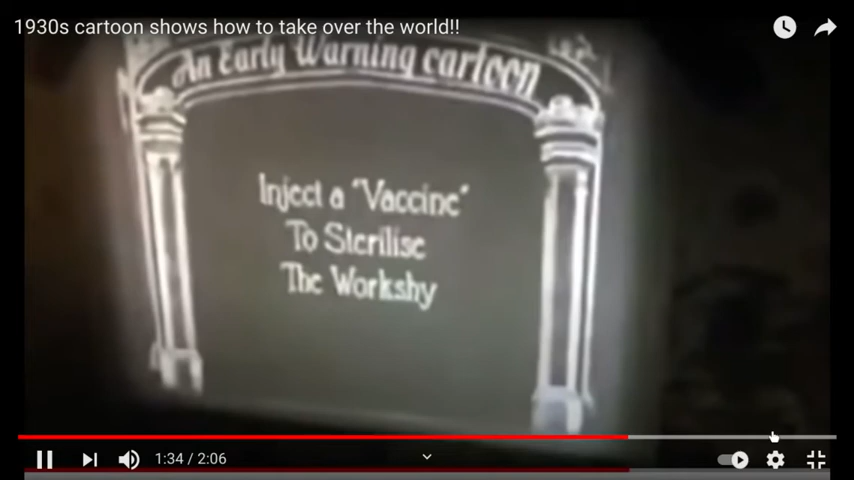 1930s cartoon shows how to take over the world!!
An Early Warning cartoon
Inject a "Vaccine"
To Sterilise
The Workshy
1:34 / 2:06